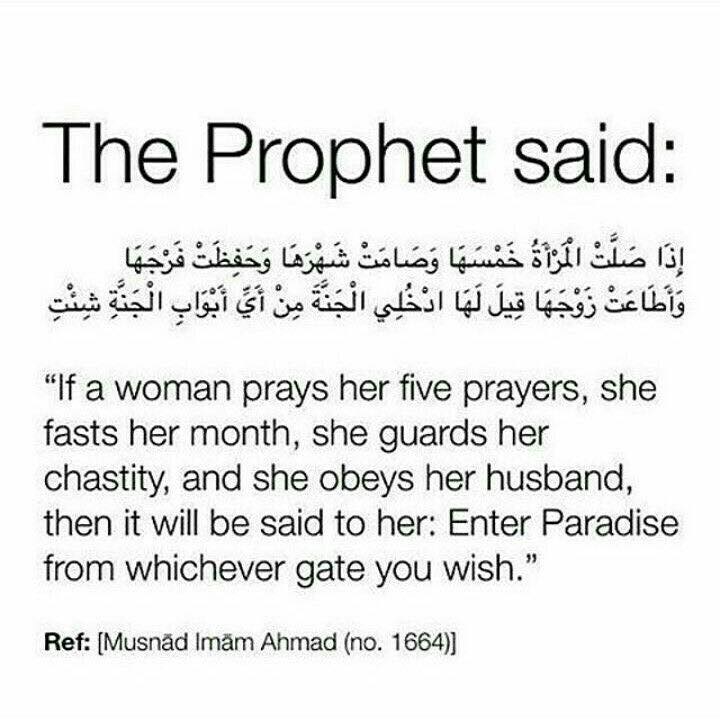 The Prophet said:
إِذَا صَلَّتْ الْمَرْأَةُ خَمْسَهَا وَصَامَتْ شَهْرَهَا وَحَفِظَتْ فَرْجَهَا
وَأَطَاعَتْ زَوْجَهَا قِيلَ لَهَا ادْخُلِي الْجَنَّةَ مِنْ أَيِّ أَبْوَابِ الْجَنَّةِ شِئْتِ
“If a woman prays her five prayers, she
fasts her month, she guards her
chastity, and she obeys her husband,
then it will be said to her: Enter Paradise
from whichever gate you wish.”
Ref: [Musnād Imām Ahmad (no. 1664)]